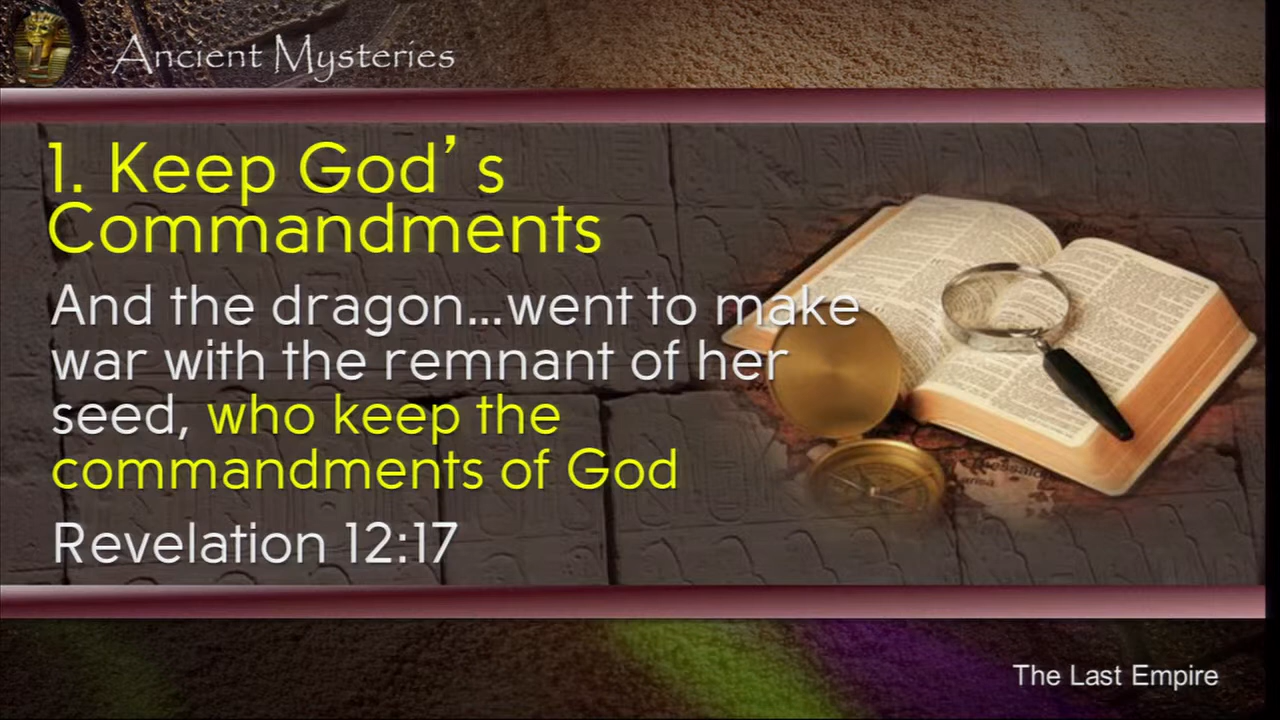 Ancient Mysteries
1. Keep God's
Commandments
And the dragon...went to make
war with the remnant of her
seed, who keep the
commandments of God
Revelation 12:17
The Last Empire